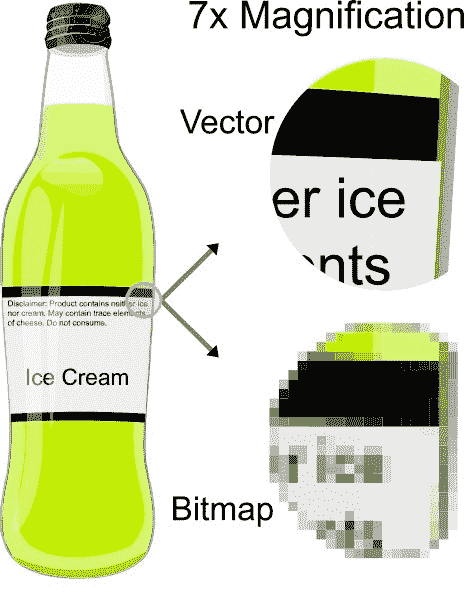 7x Magnification
Vector
er ice
ents
Disclaimer: Product contains neither ice
nor cream. May contain trace elements
of cheese. Do not consume.
Ice Cream
Bitmap
r ice